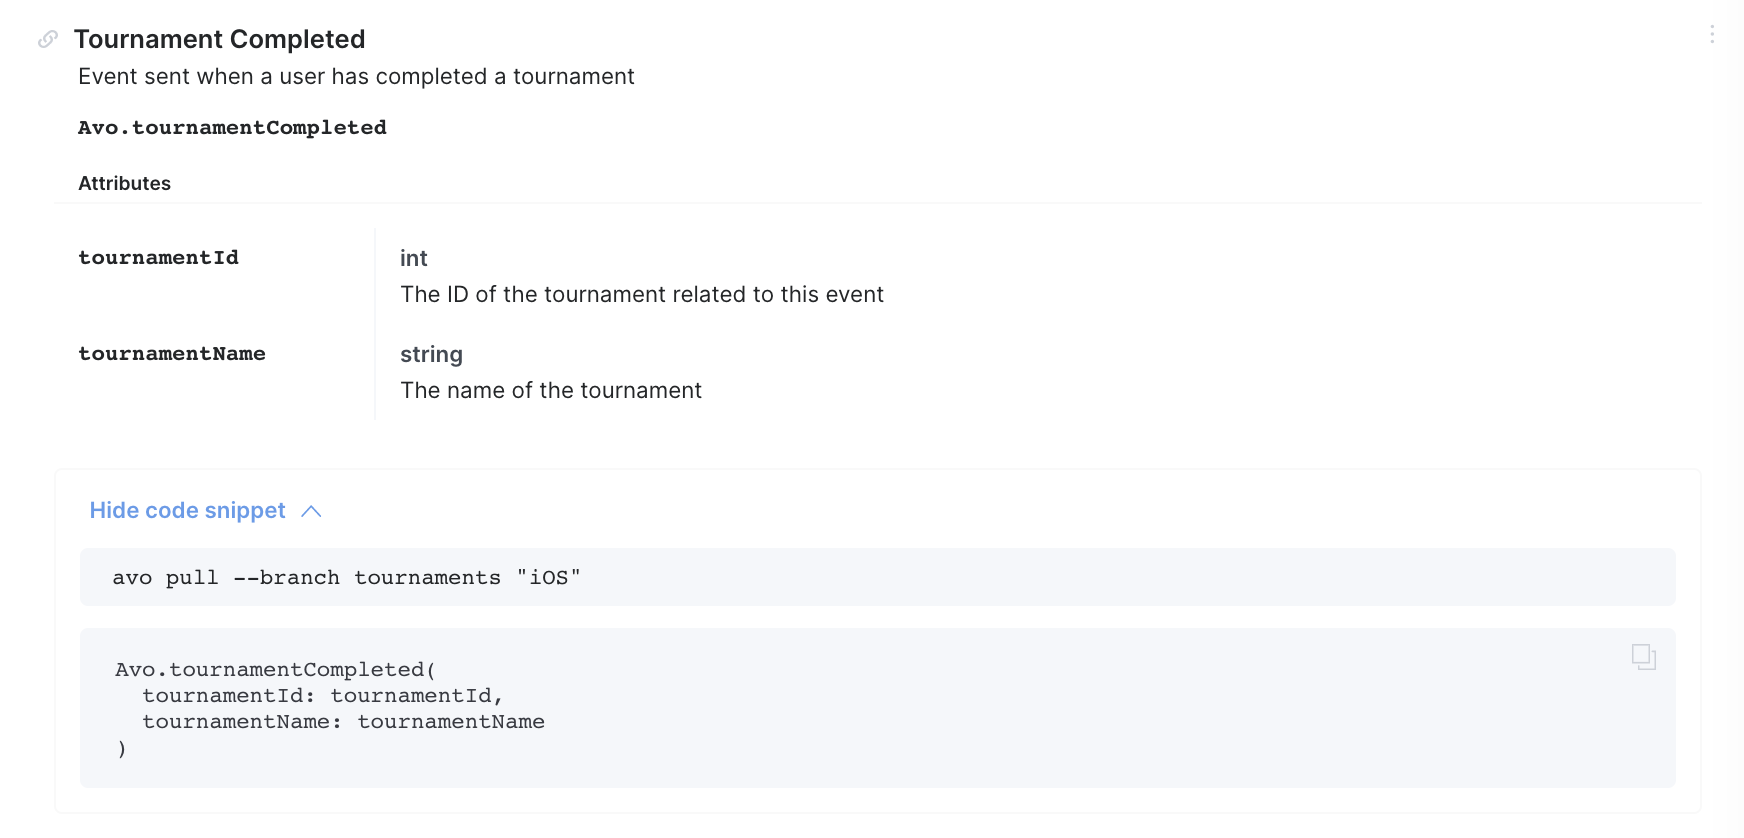 Tournament Completed
Event sent when a user has completed a tournament
Avo.tournamentCompleted
Attributes
tournamentId
int
The ID of the tournament related to this event
tournamentName
string
The name of the tournament
Hide code snippet
avo pull --branch tournaments "iOS"
Avo.tournamentCompleted(
  tournamentId: tournamentId,
  tournamentName: tournamentName
)